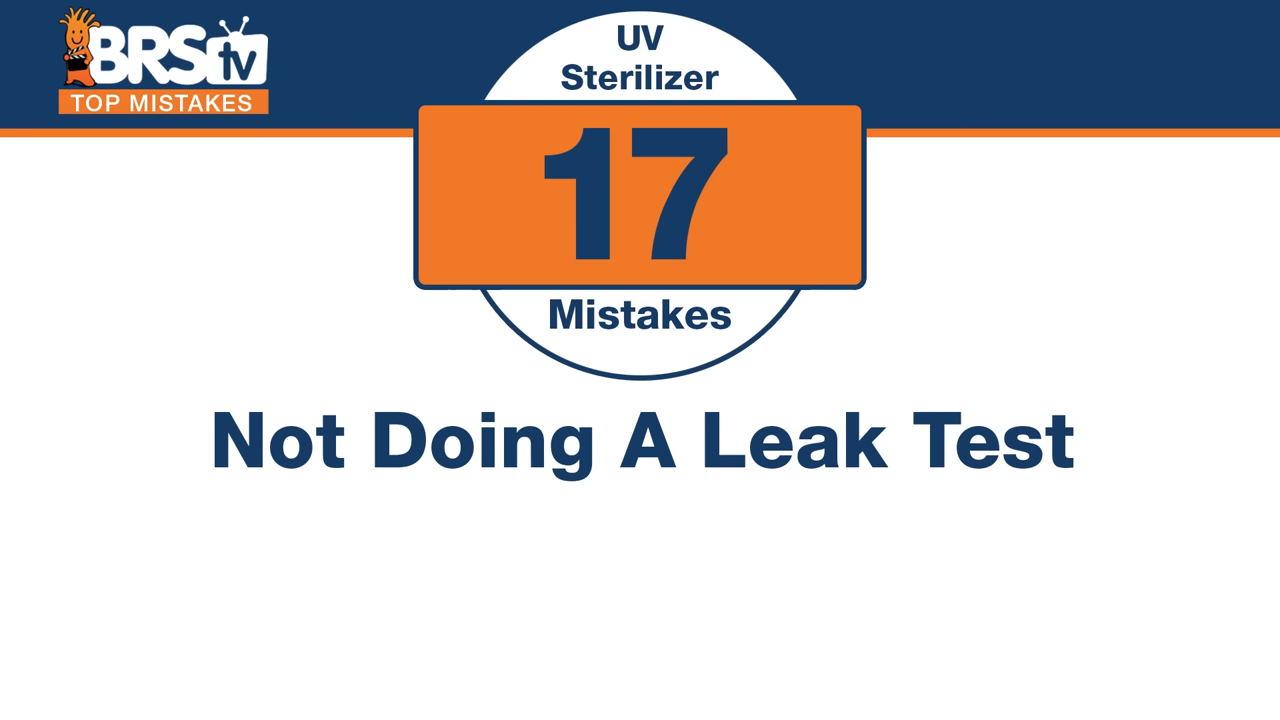 BRStv
TOP MISTAKES
UV
Sterilizer
17
Mistakes
Not Doing A Leak Test